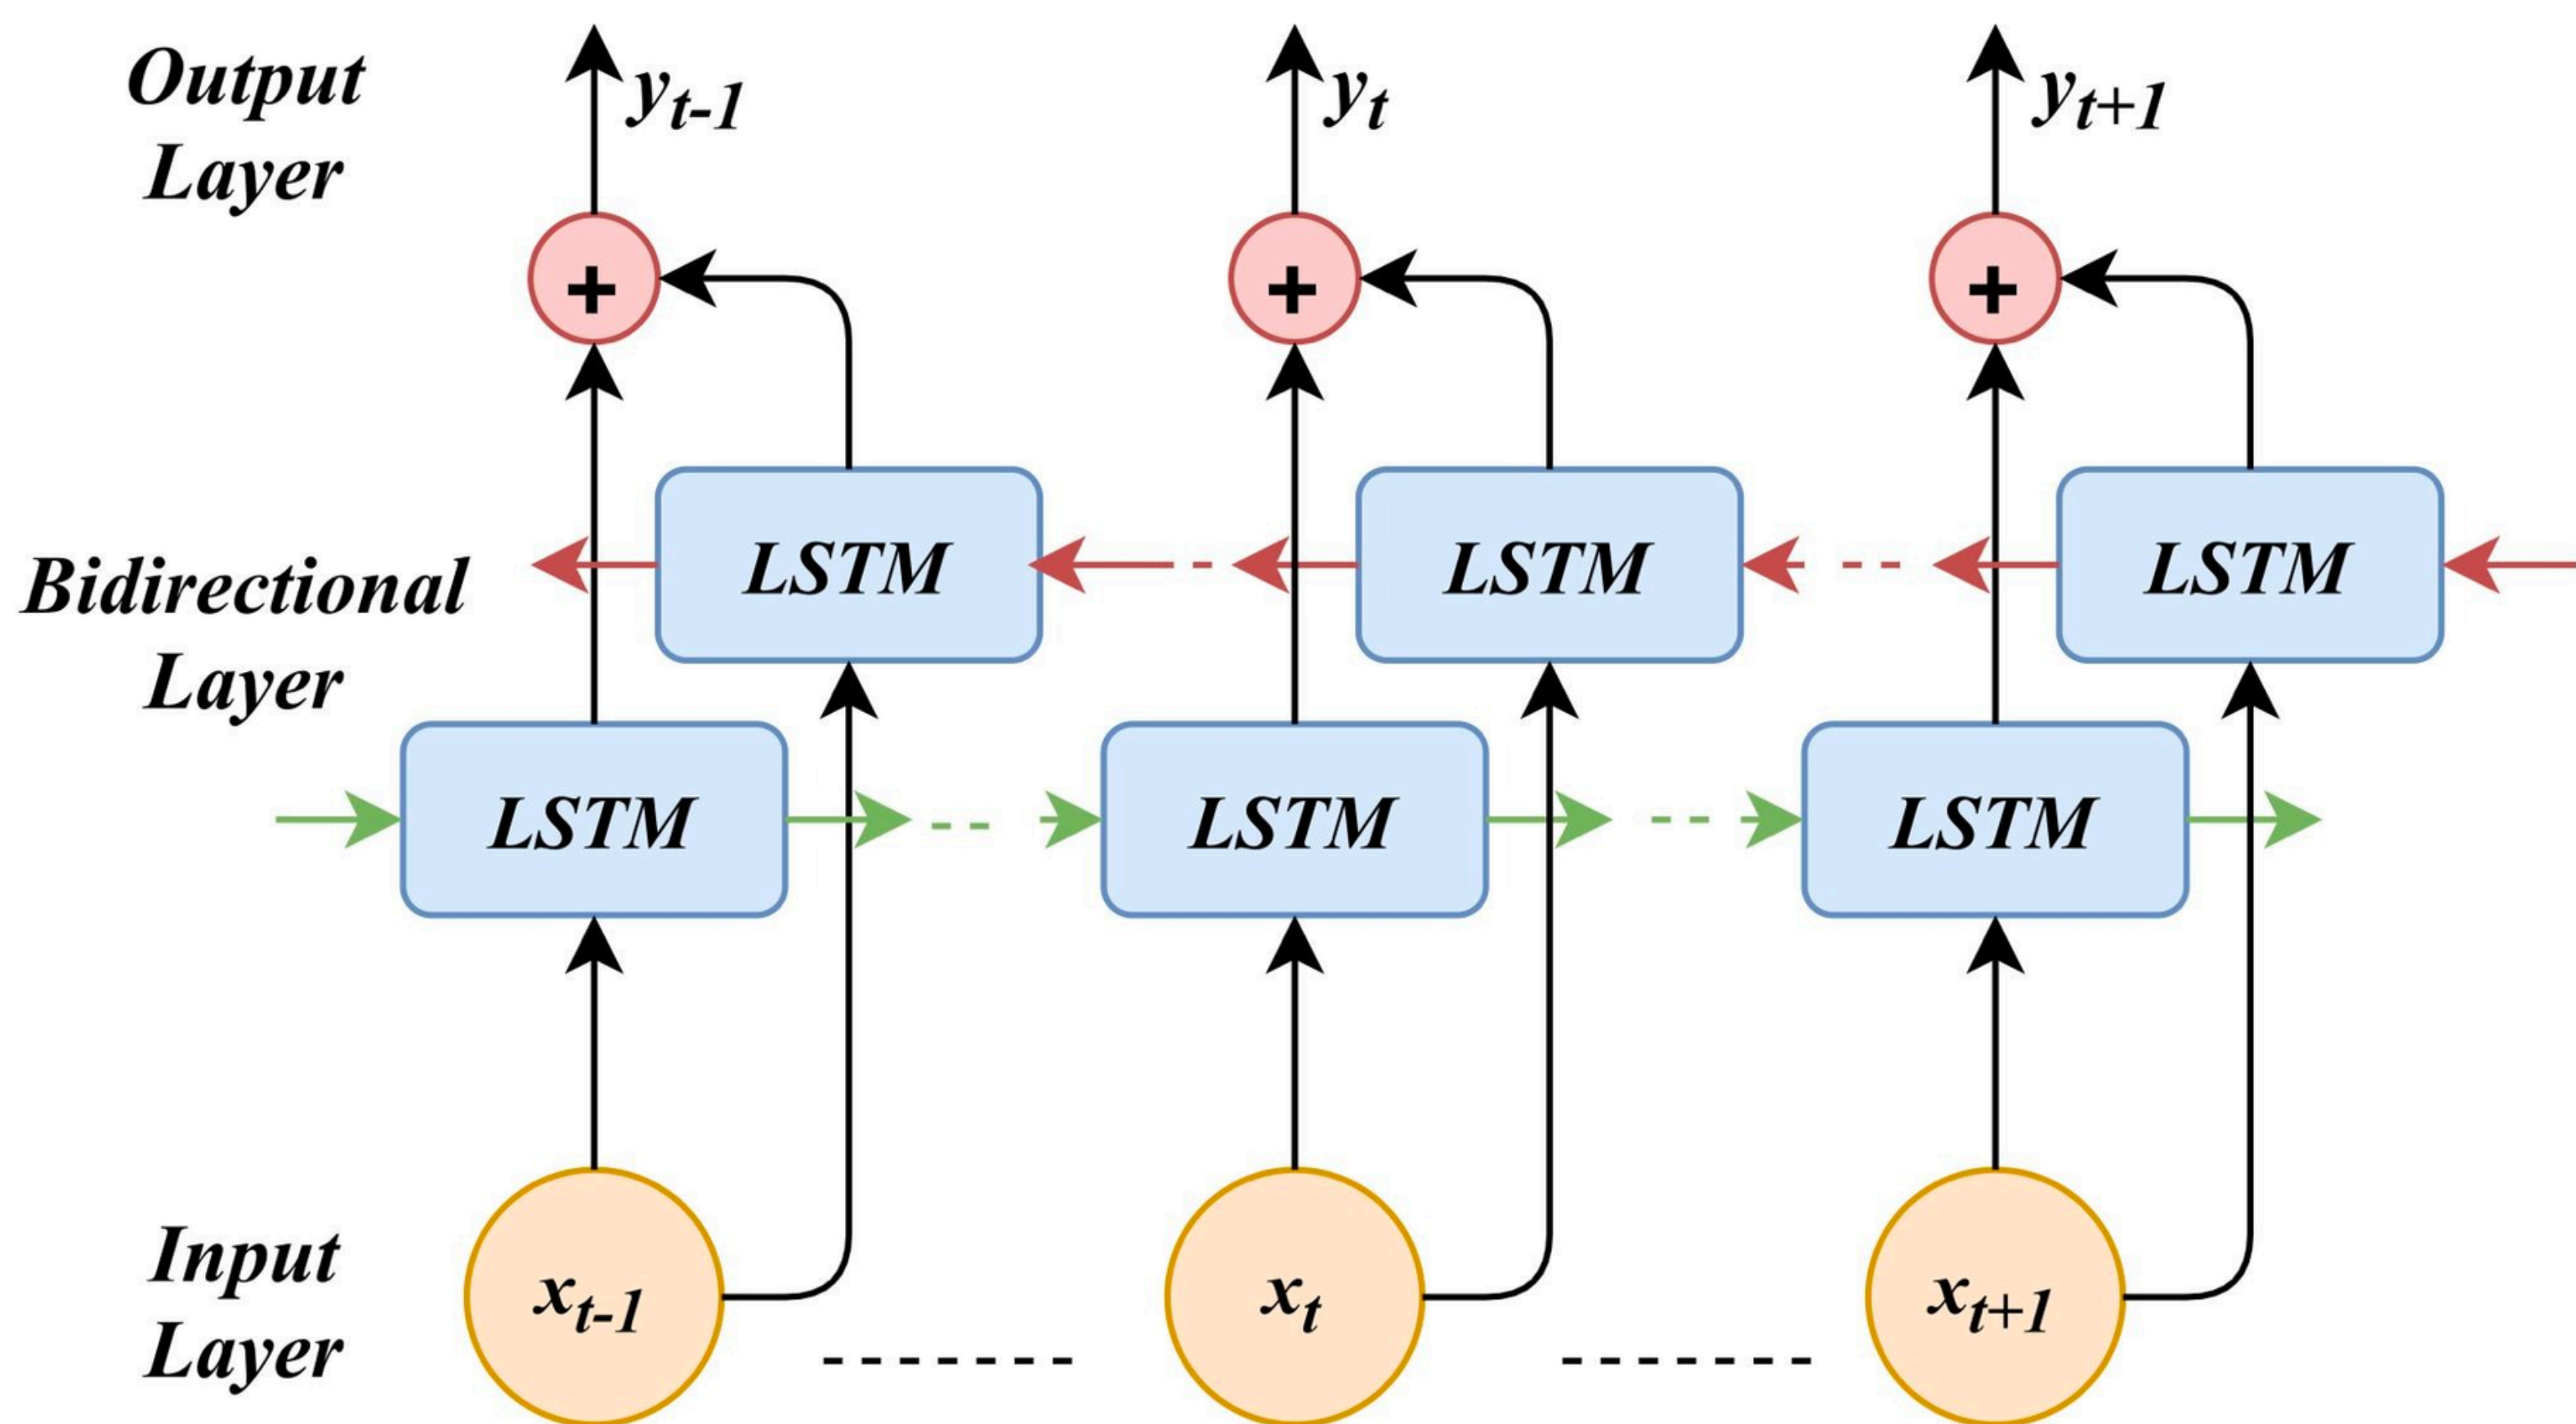 Output
Layer
y_{t-1}
y_t
y_{t+1}
+
+
+
Bidirectional
Layer
LSTM
LSTM
LSTM
LSTM
LSTM
LSTM
Input
Layer
x_{t-1}
x_t
x_{t+1}